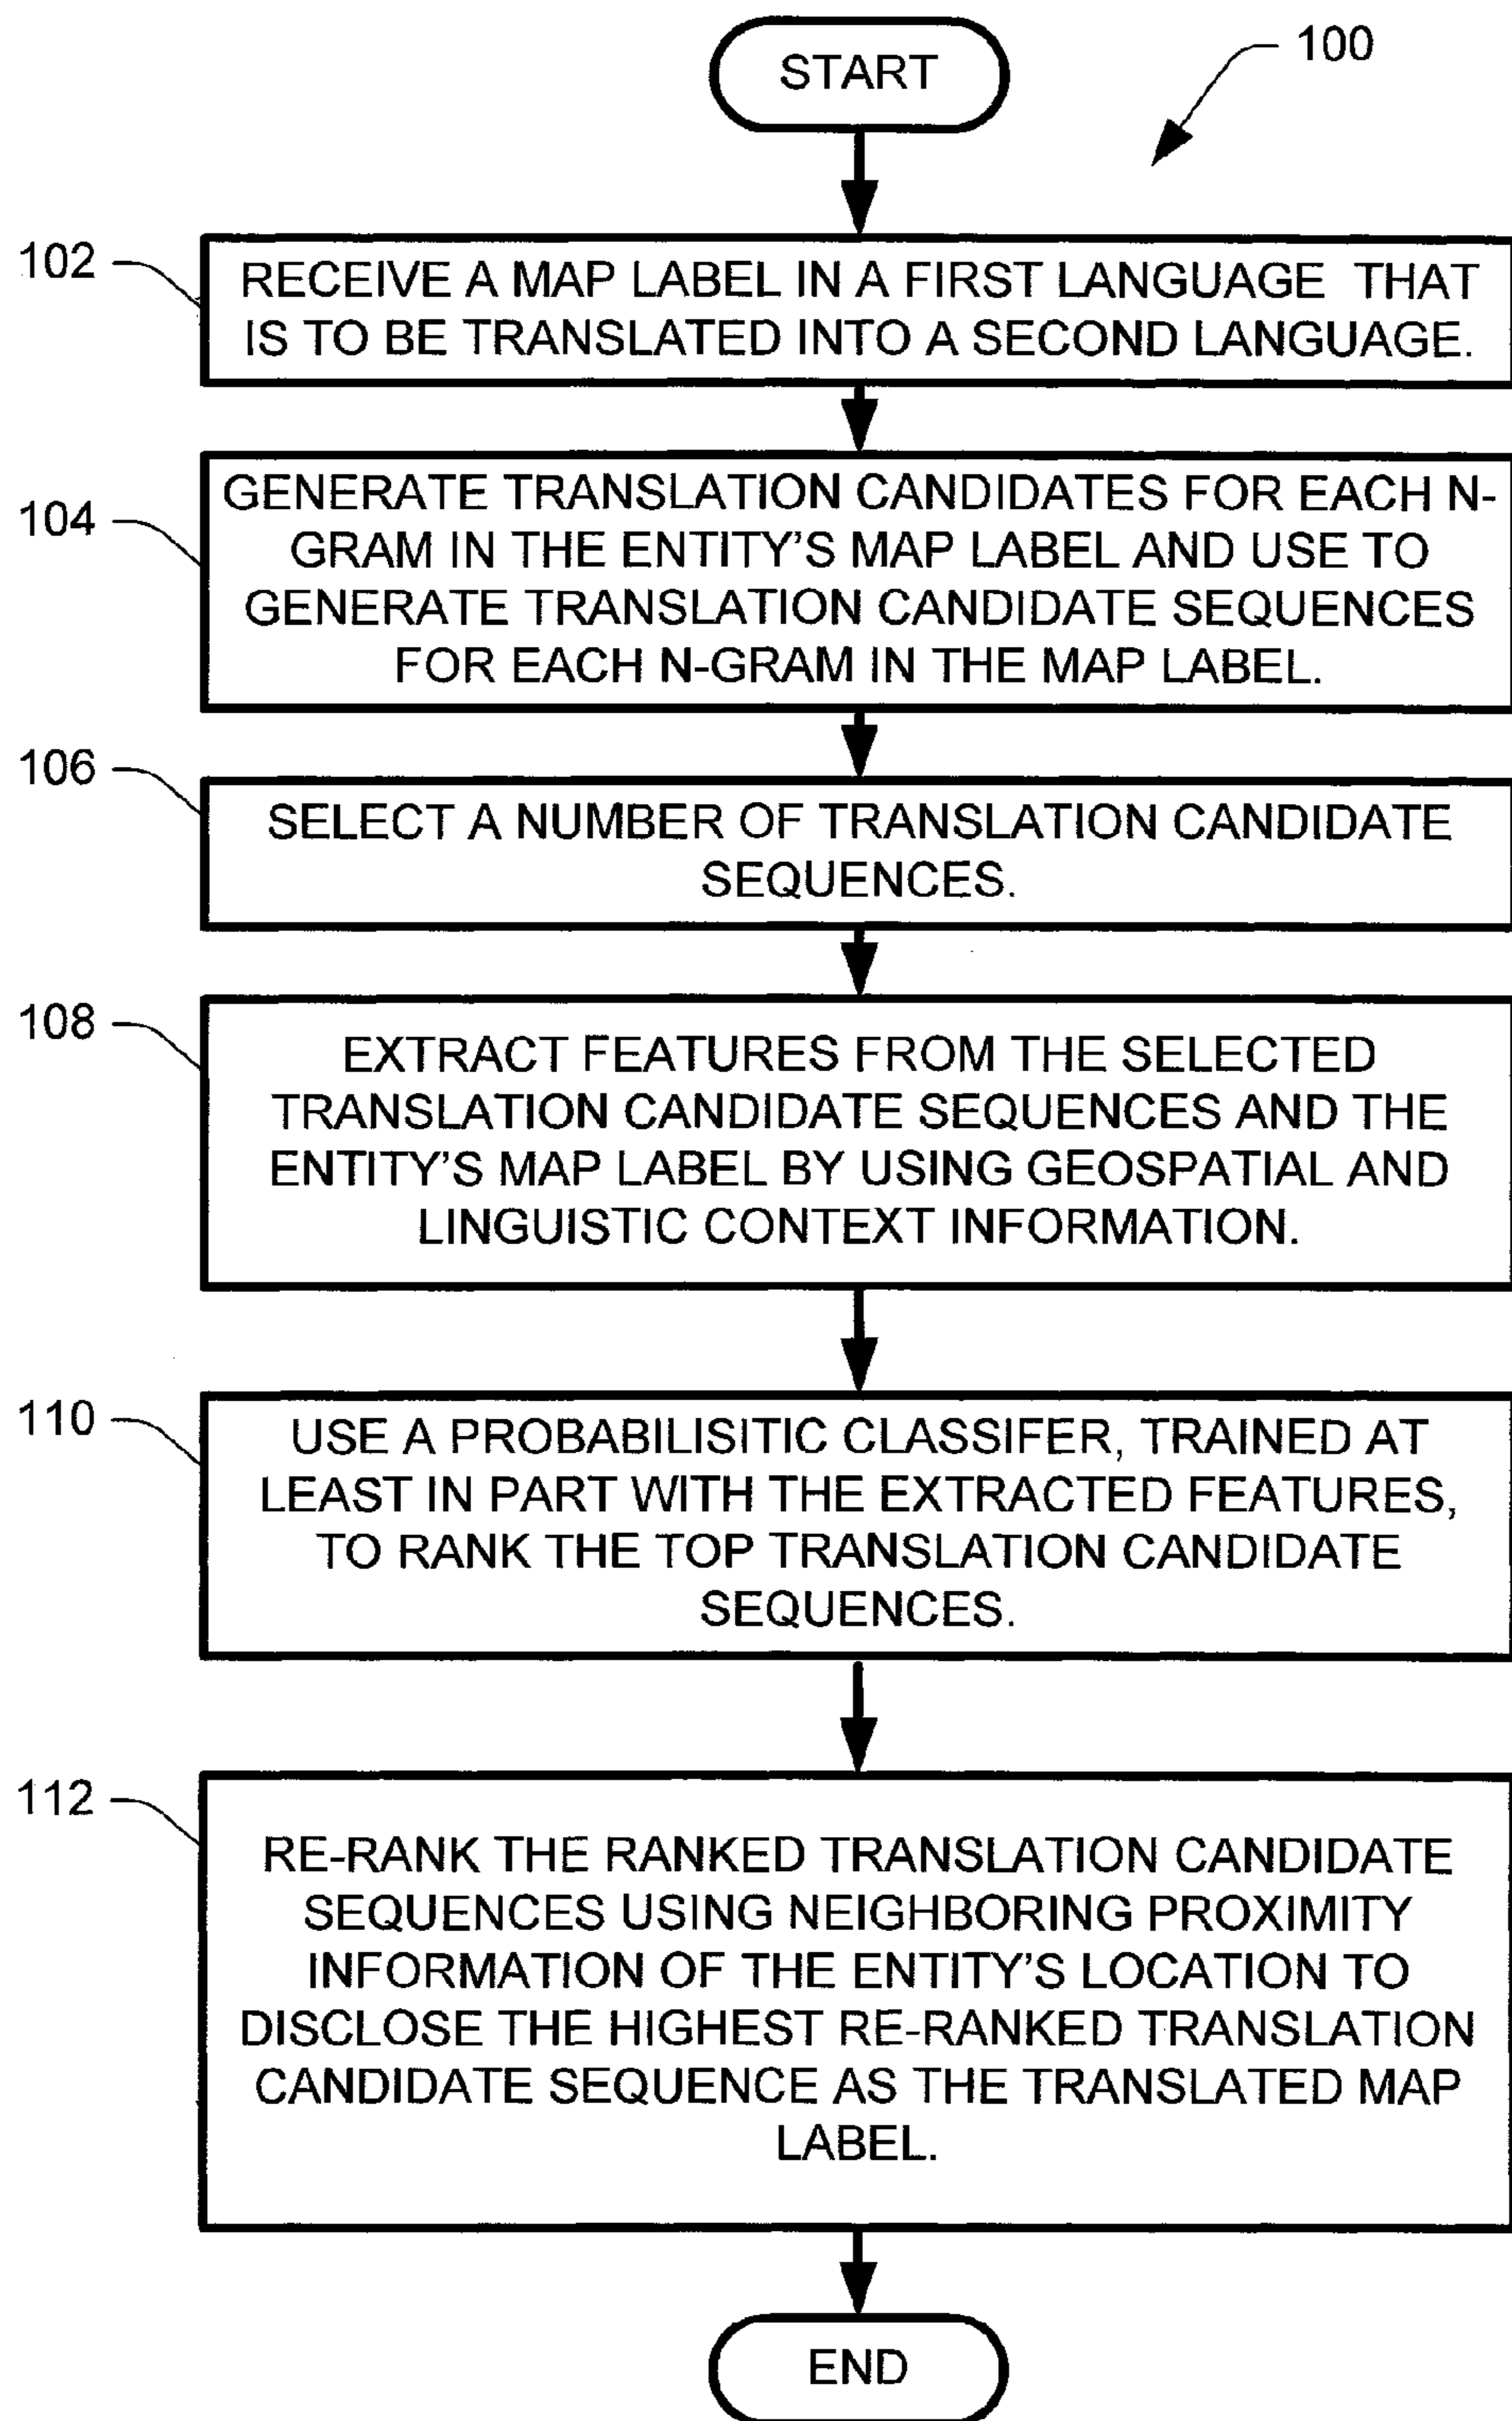 START
100
102
RECEIVE A MAP LABEL IN A FIRST LANGUAGE THAT
IS TO BE TRANSLATED INTO A SECOND LANGUAGE.
104
GENERATE TRANSLATION CANDIDATES FOR EACH N-
GRAM IN THE ENTITY'S MAP LABEL AND USE TO
GENERATE TRANSLATION CANDIDATE SEQUENCES
FOR EACH N-GRAM IN THE MAP LABEL.
106
SELECT A NUMBER OF TRANSLATION CANDIDATE
SEQUENCES.
108
EXTRACT FEATURES FROM THE SELECTED
TRANSLATION CANDIDATE SEQUENCES AND THE
ENTITY'S MAP LABEL BY USING GEOSPATIAL AND
LINGUISTIC CONTEXT INFORMATION.
110
USE A PROBABILISITIC CLASSIFER, TRAINED AT
LEAST IN PART WITH THE EXTRACTED FEATURES,
TO RANK THE TOP TRANSLATION CANDIDATE
SEQUENCES.
112
RE-RANK THE RANKED TRANSLATION CANDIDATE
SEQUENCES USING NEIGHBORING PROXIMITY
INFORMATION OF THE ENTITY'S LOCATION TO
DISCLOSE THE HIGHEST RE-RANKED TRANSLATION
CANDIDATE SEQUENCE AS THE TRANSLATED MAP
LABEL.
END